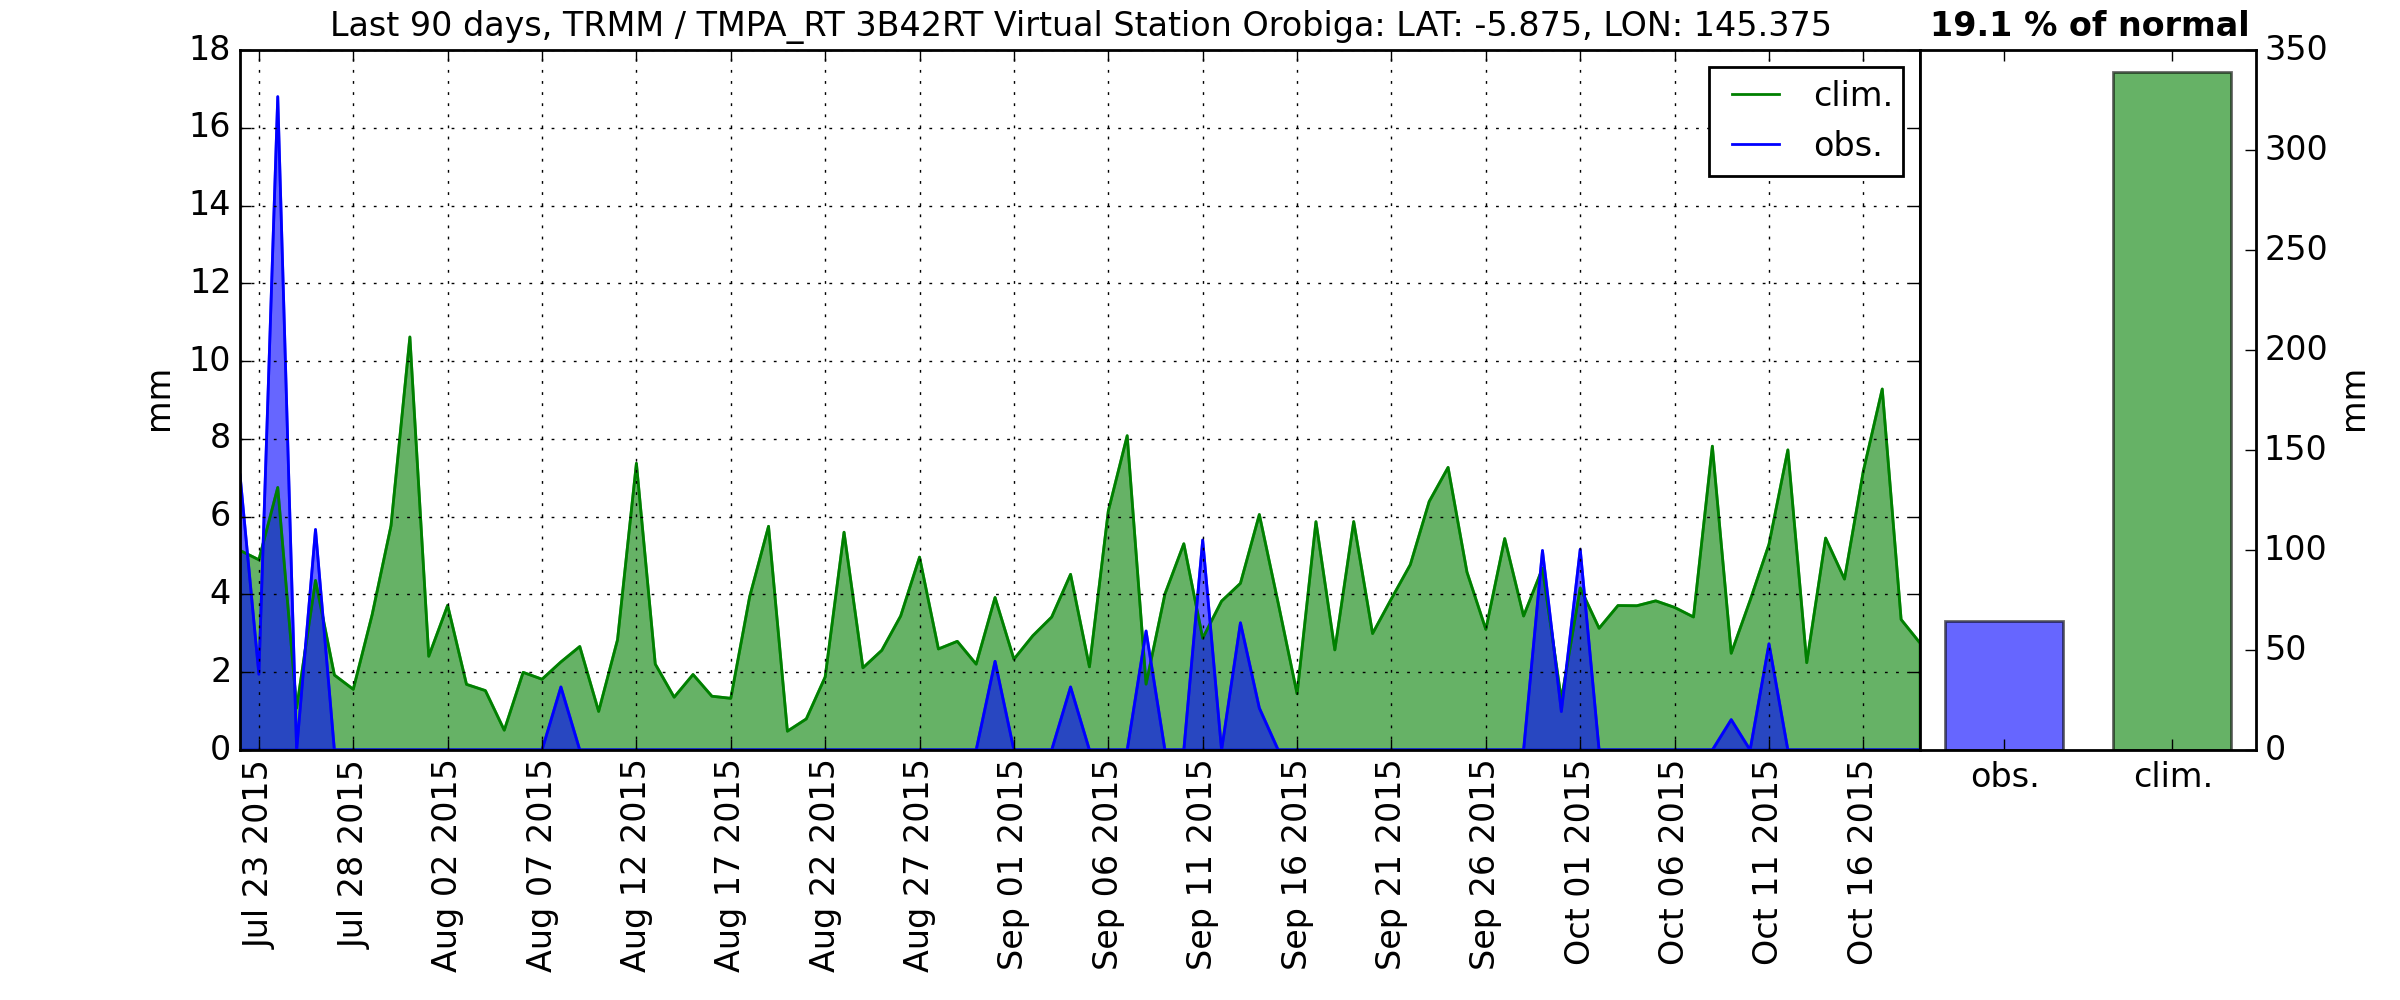 Last 90 days, TRMM / TMPA_RT 3B42RT Virtual Station Orobiga: LAT: -5.875, LON: 145.375
19.1 % of normal
18
16
14
12
10
8
6
4
2
0
mm
clim.
obs.
350
300
250
200
150
100
50
0
mm
Jul 23 2015
Jul 28 2015
Aug 02 2015
Aug 07 2015
Aug 12 2015
Aug 17 2015
Aug 22 2015
Aug 27 2015
Sep 01 2015
Sep 06 2015
Sep 11 2015
Sep 16 2015
Sep 21 2015
Sep 26 2015
Oct 01 2015
Oct 06 2015
Oct 11 2015
Oct 16 2015
obs.
clim.